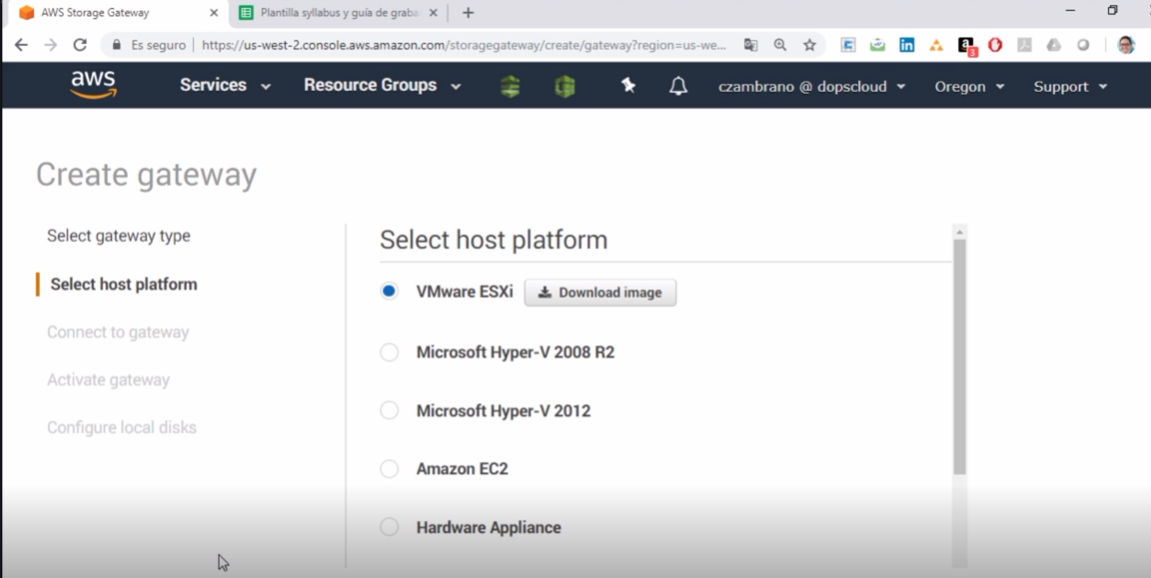 AWS Storage Gateway
Plantilla syllabus y guía de graba
Es seguro
https://us-west-2.console.aws.amazon.com/storagegateway/create/gateway?region=us-we...
a
3
aws
Services
Resource Groups
czambrano @ dopscloud
Oregon
Support
Create gateway
Select gateway type
Select host platform
Connect to gateway
Activate gateway
Configure local disks
Select host platform
VMware ESXi
Download image
Microsoft Hyper-V 2008 R2
Microsoft Hyper-V 2012
Amazon EC2
Hardware Appliance